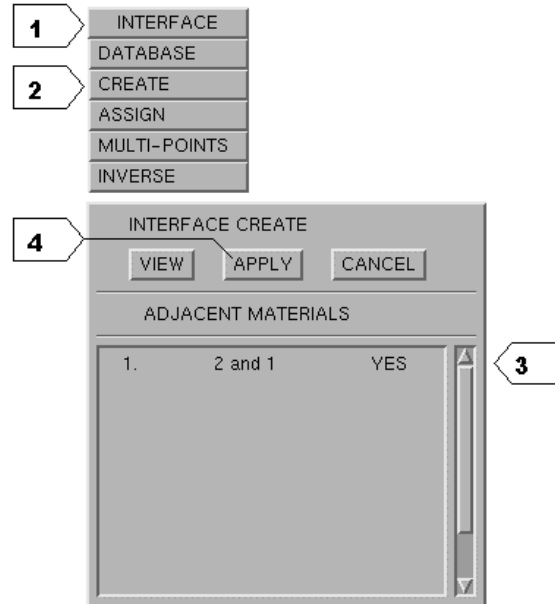 1 INTERFACE
DATABASE
2 CREATE
ASSIGN
MULTI-POINTS
INVERSE
INTERFACE CREATE
4 VIEW APPLY CANCEL
ADJACENT MATERIALS
1. 2 and 1 YES 3